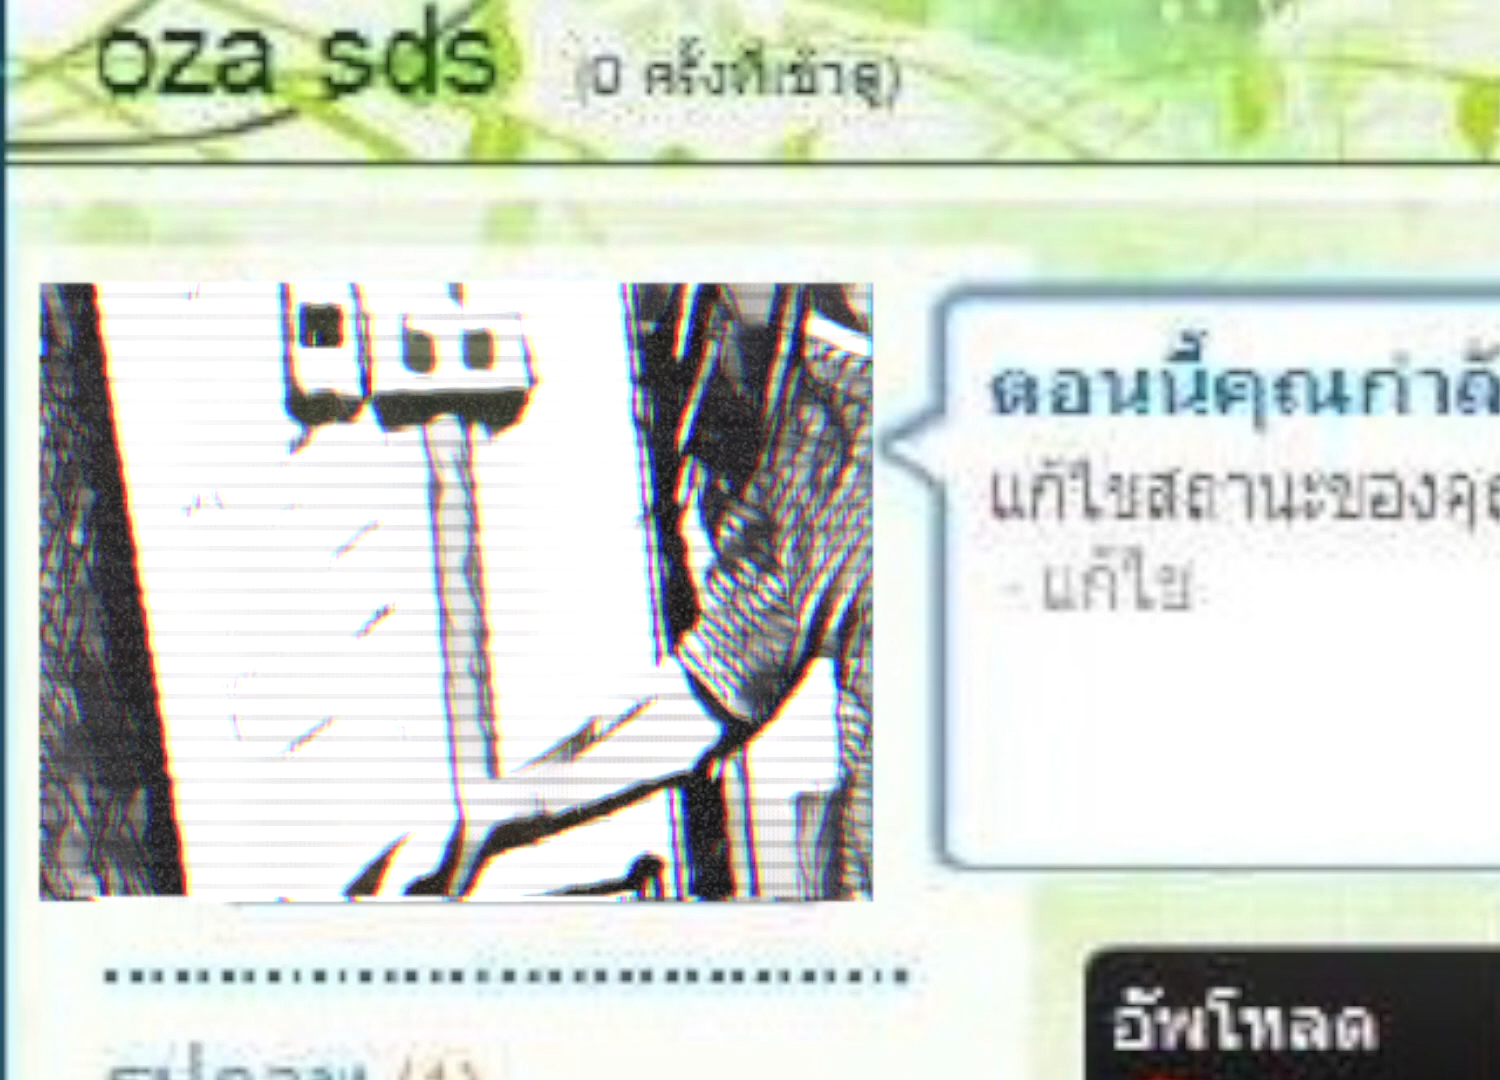 oza sds (0 ครั้งที่เข้าดู)
ตอนนี้คุณกำลั
แก้ไขสถานะของคุณ
- แก้ไข
อัพโหลด
(1)